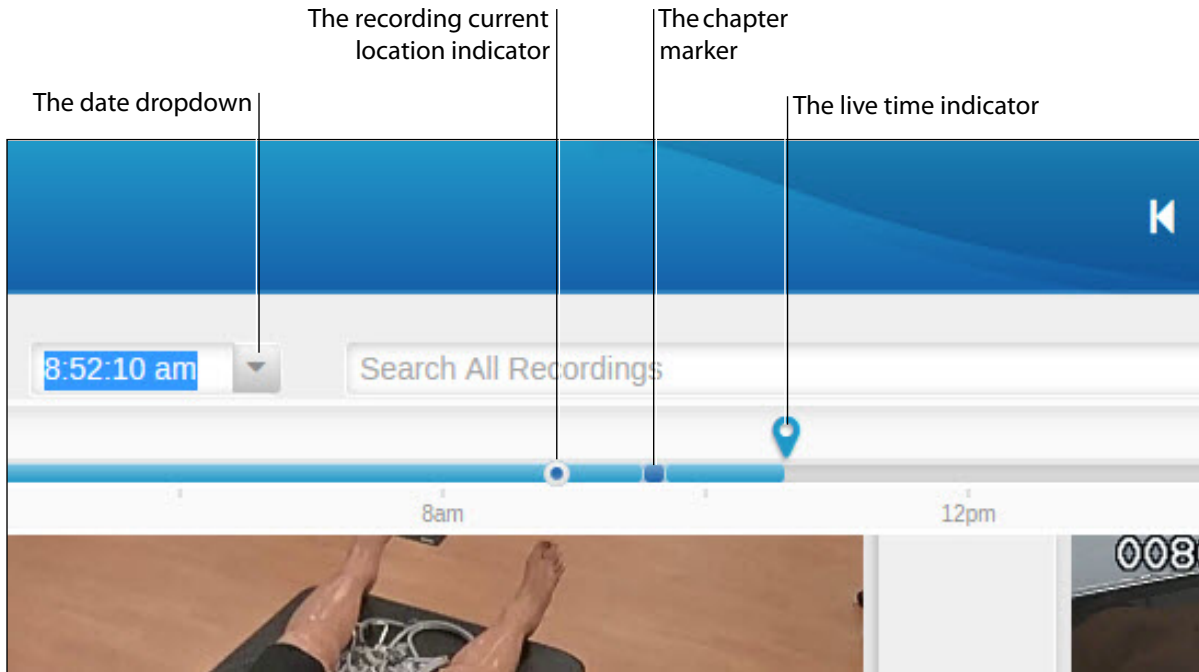 The recording current
location indicator
The chapter
marker
The date dropdown
The live time indicator
8:52:10 am
Search All Recordings
8am
12pm
008